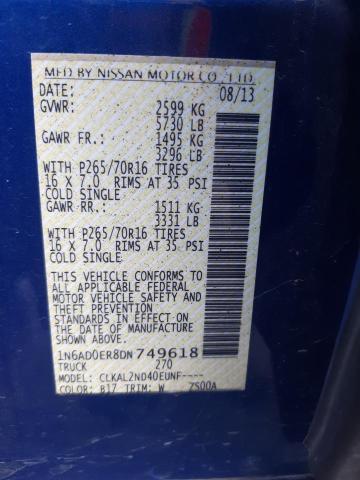 MFD BY NISSAN MOTOR CO., LTD.
DATE: 08/13
GVWR: 2599 KG
5730 LB
GAWR FR.: 1495 KG
3296 LB
WITH P265/70R16 TIRES
16 X 7.0 RIMS AT 35 PSI
COLD SINGLE
GAWR RR.: 1511 KG
3331 LB
WITH P265/70R16 TIRES
16 X 7.0 RIMS AT 35 PSI
COLD SINGLE
THIS VEHICLE CONFORMS TO
ALL APPLICABLE FEDERAL
MOTOR VEHICLE SAFETY AND
THEFT PREVENTION
STANDARDS IN EFFECT ON
THE DATE OF MANUFACTURE
SHOWN ABOVE.
1N6AD0ER8DN749618
TRUCK 270
MODEL: CLKAL2ND40EUNF----
COLOR: B17 TRIM: W 7S00A